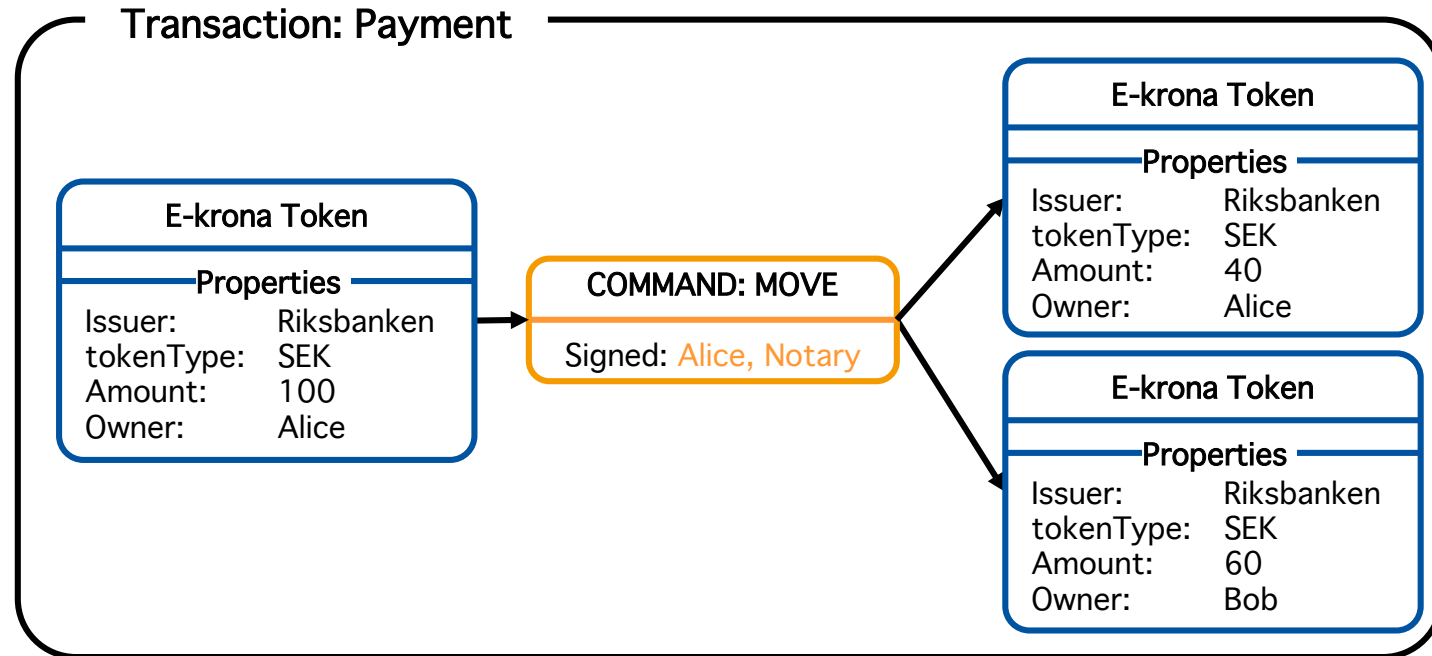 Transaction: Payment
E-krona Token
Properties
Issuer: Riksbanken
tokenType: SEK
Amount: 100
Owner: Alice
COMMAND: MOVE
Signed: Alice, Notary
E-krona Token
Properties
Issuer: Riksbanken
tokenType: SEK
Amount: 40
Owner: Alice
E-krona Token
Properties
Issuer: Riksbanken
tokenType: SEK
Amount: 60
Owner: Bob